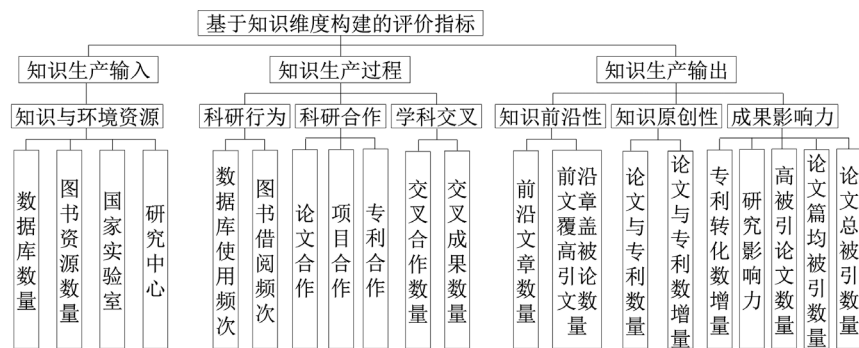 基于知识维度构建的评价指标
知识生产输入
知识生产过程
知识生产输出
知识与环境资源
科研行为
科研合作
学科交叉
知识前沿性
知识原创性
成果影响力
数据库数量
图书资源数量
国家实验室
研究中心
数据库使用频次
图书借阅频次
论文合作
项目合作
专利合作
交叉合作数量
交叉成果数量
前沿文章数量
前沿文章覆盖高被引论文数量
论文与专利数量
论文与专利数增量
专利转化数增量
研究影响力
高被引论文数量
论文篇均被引数量
论文总被引数量